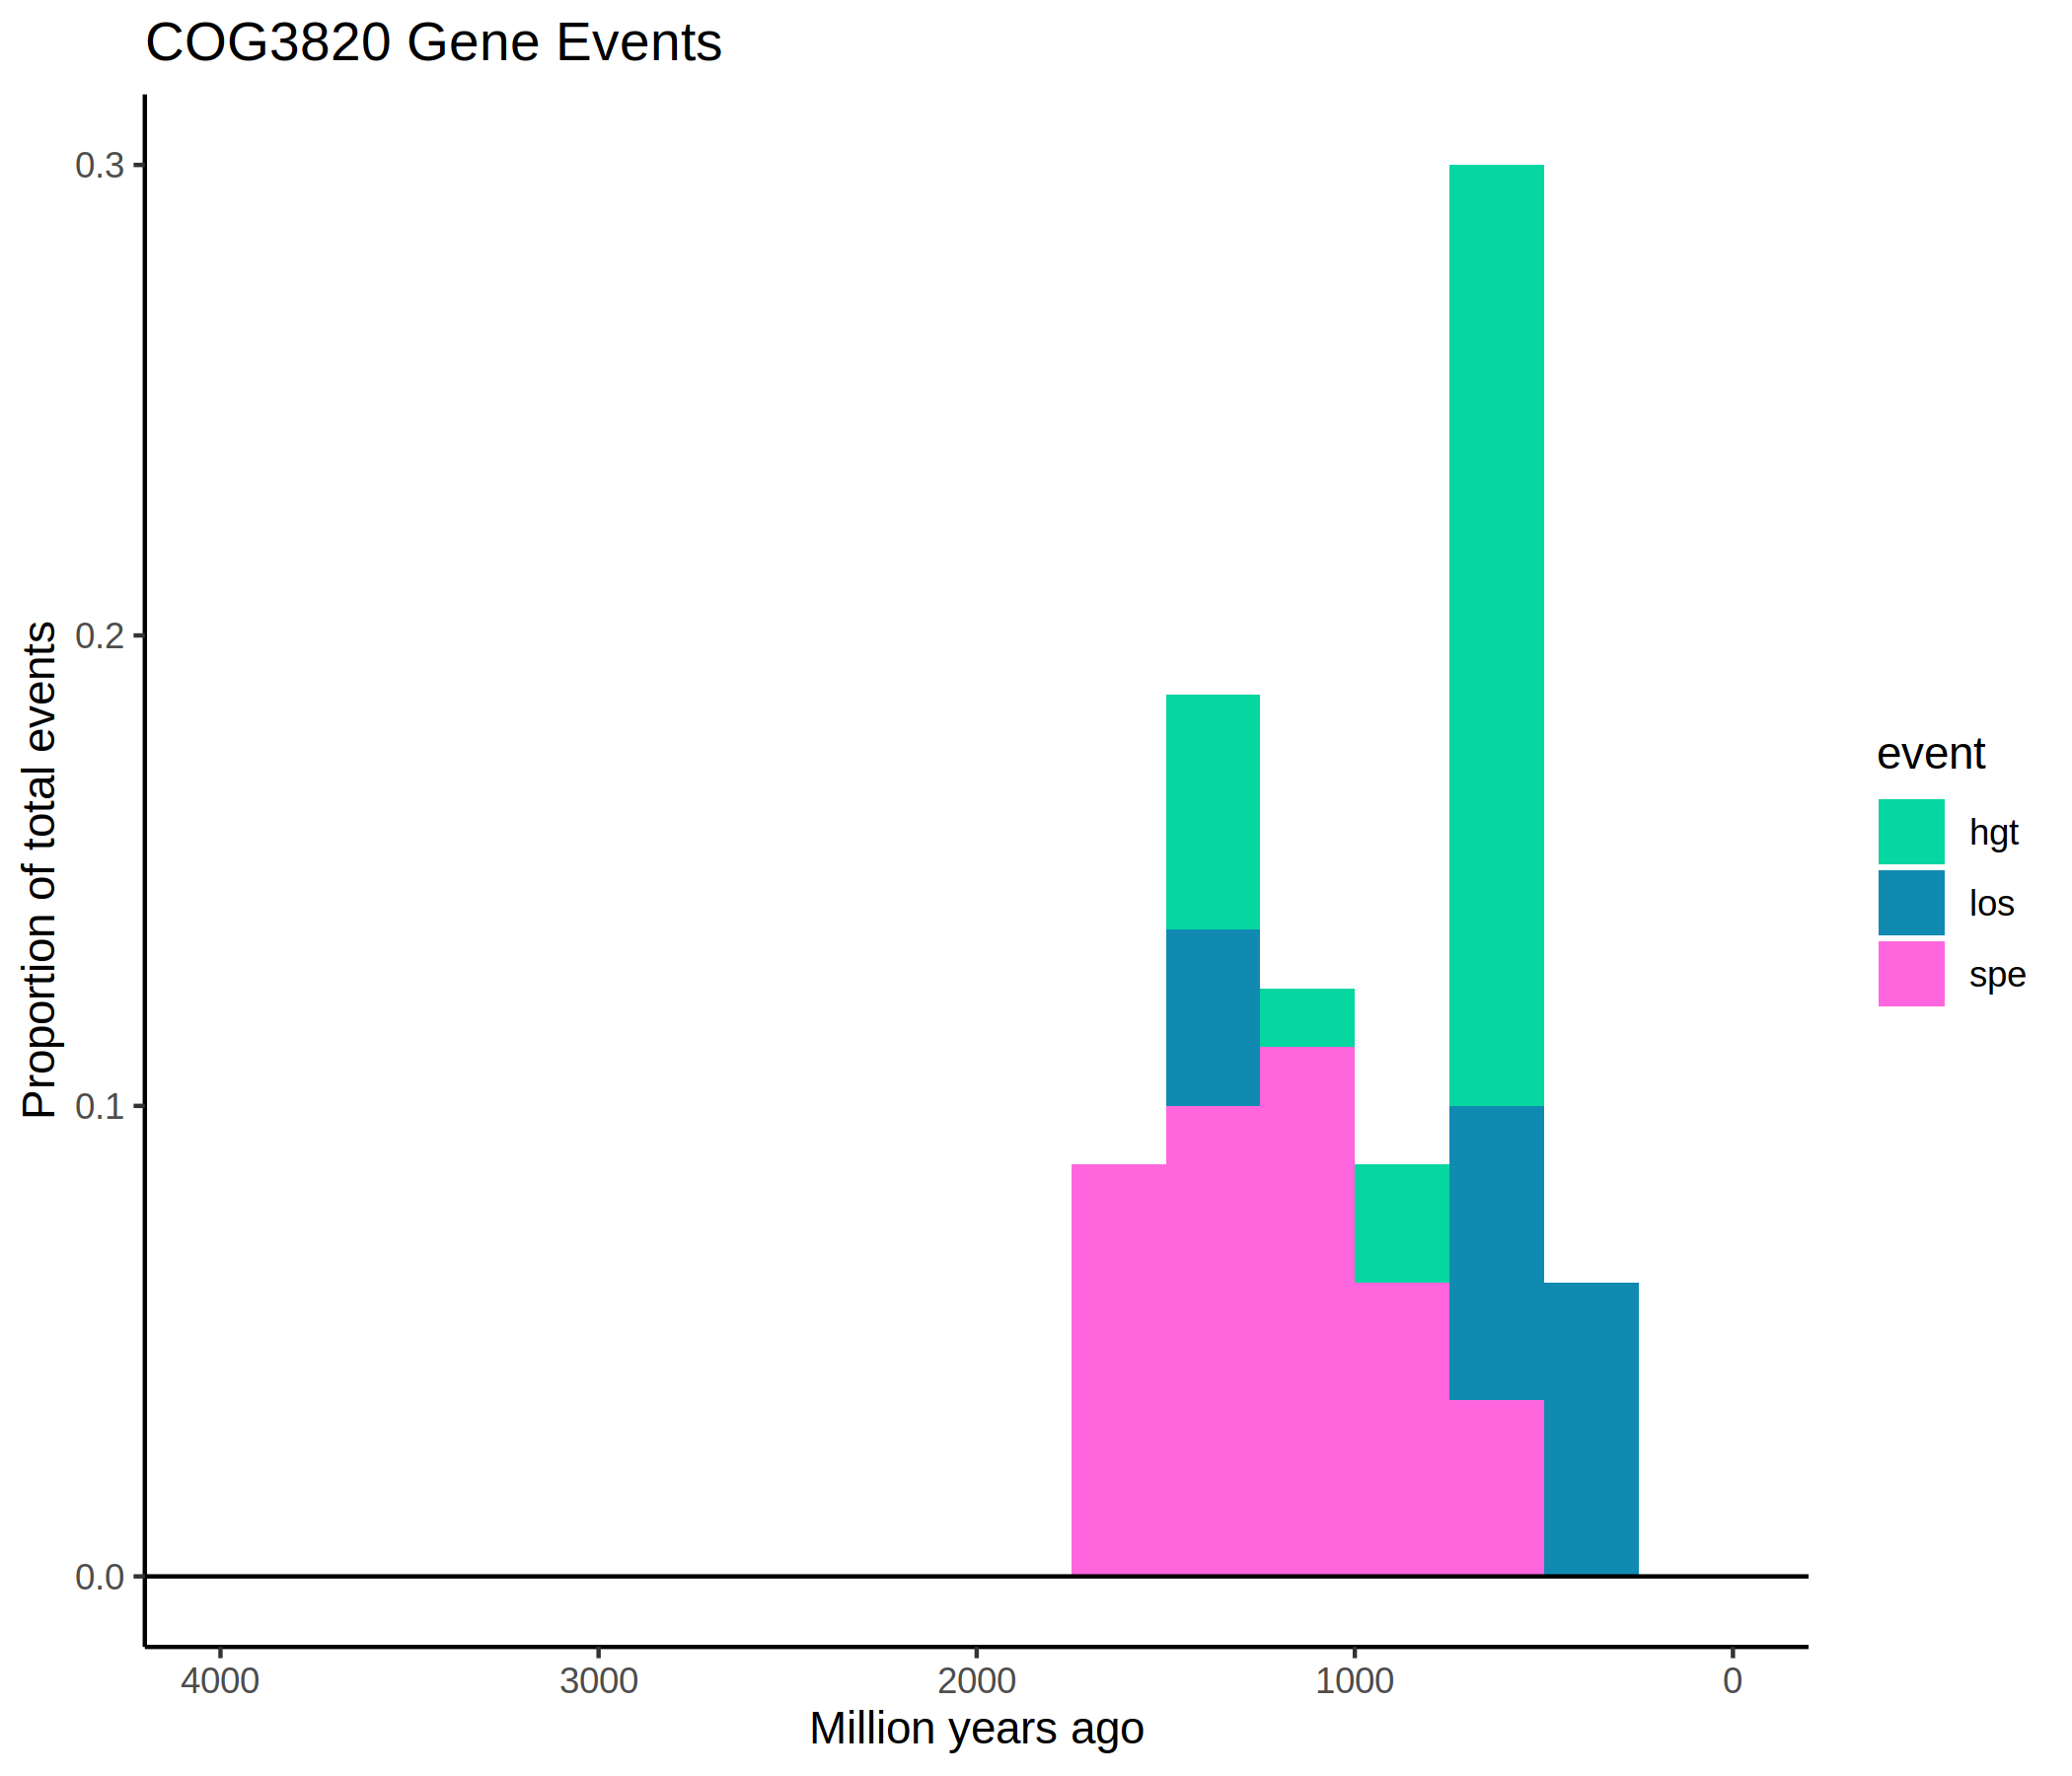 COG3820 Gene Events
Proportion of total events
0.3
0.2
0.1
0.0
4000 3000 2000 1000 0
Million years ago
event
hgt
los
spe